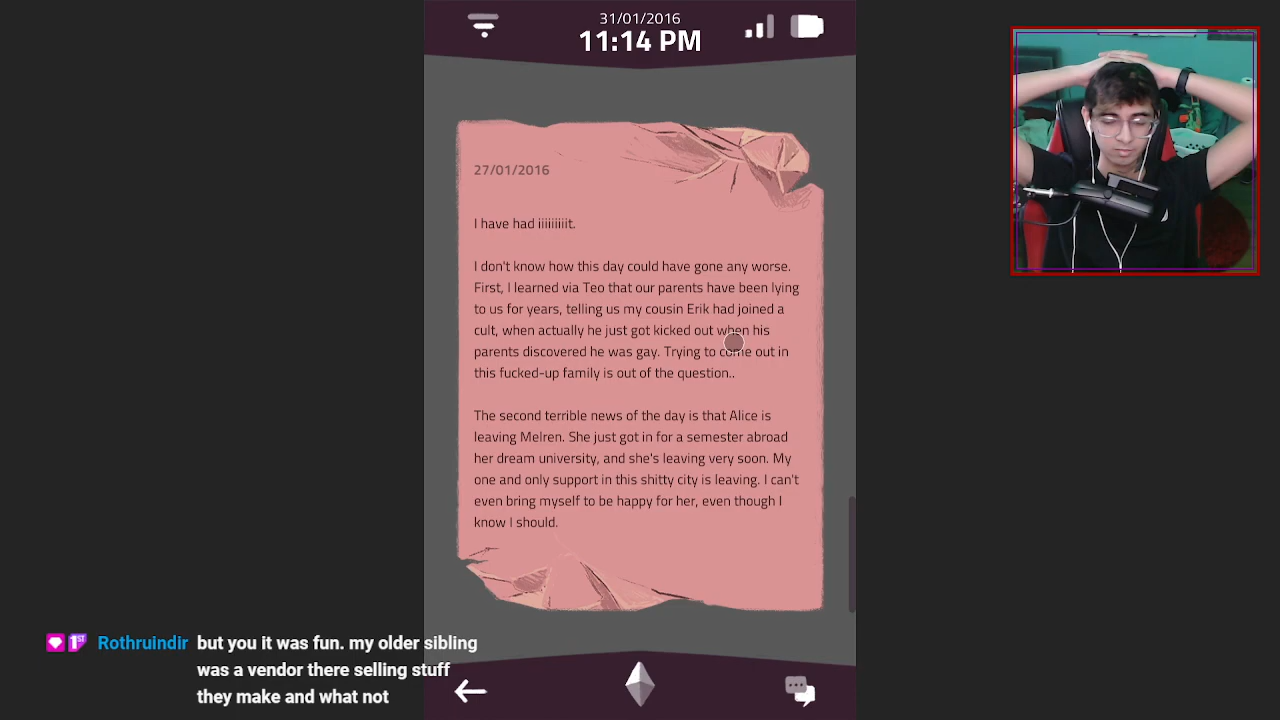 31/01/2016
11:14 PM
27/01/2016
I have had iiiiiiiiit.
I don't know how this day could have gone any worse.
First, I learned via Teo that our parents have been lying
to us for years, telling us my cousin Erik had joined a
cult, when actually he just got kicked out when his
parents discovered he was gay. Trying to come out in
this fucked-up family is out of the question..
The second terrible news of the day is that Alice is
leaving Melren. She just got in for a semester abroad
her dream university, and she's leaving very soon. My
one and only support in this shitty city is leaving. I can't
even bring myself to be happy for her, even though I
know I should.
1ST Rothruindir but you it was fun. my older sibling
was a vendor there selling stuff
they make and what not